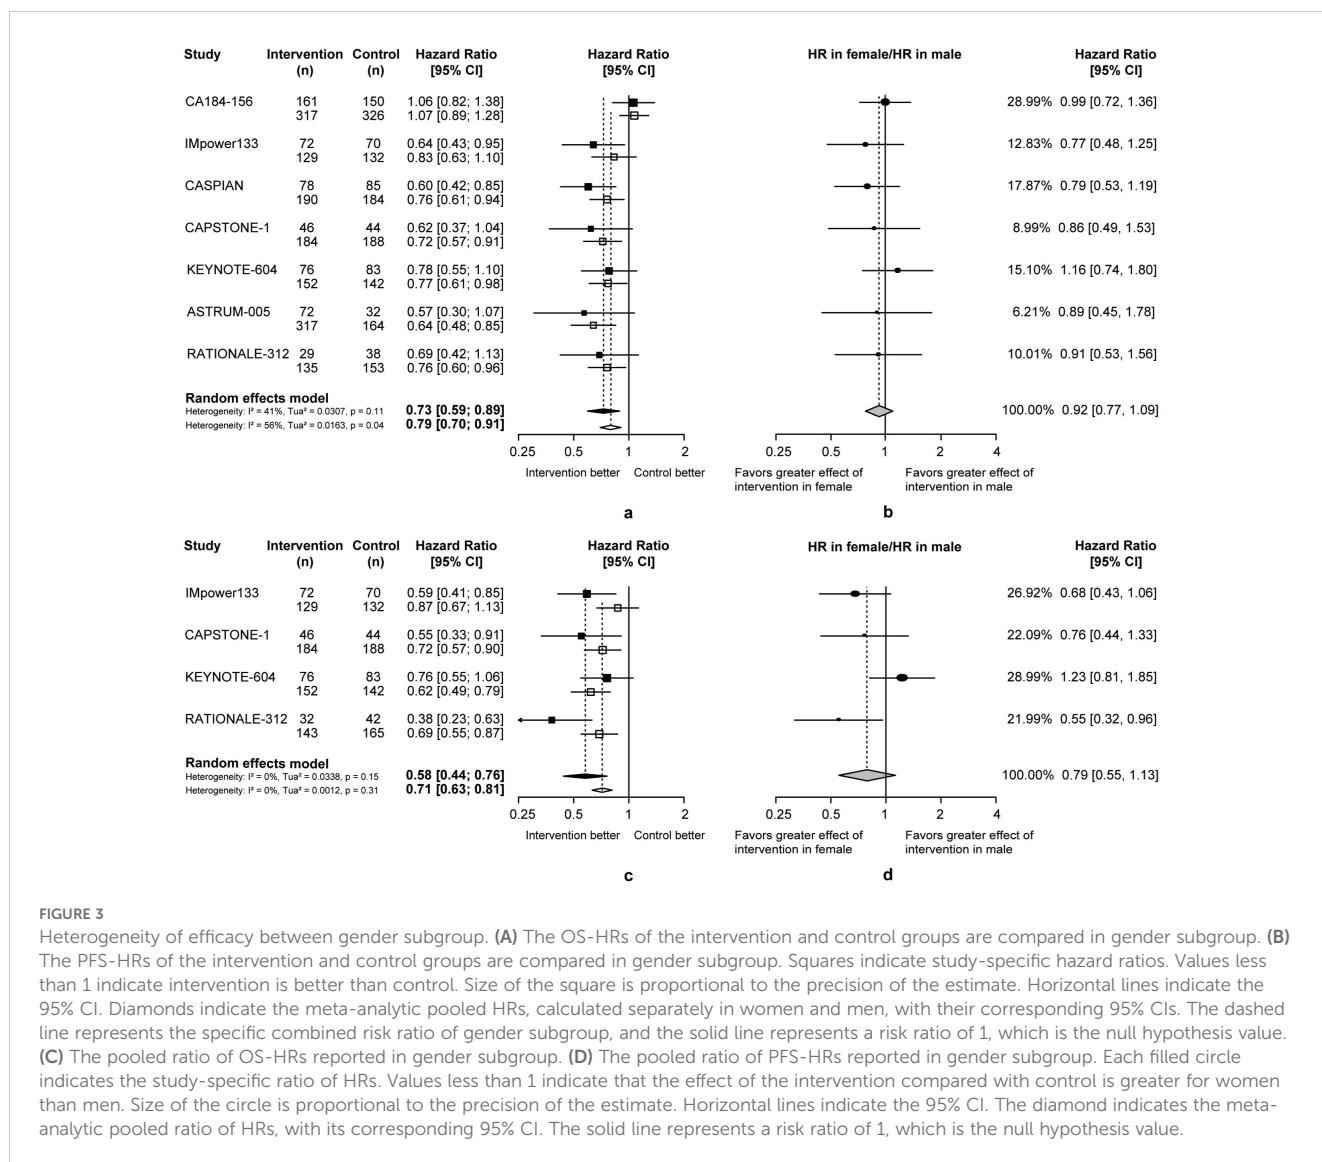 Study Intervention Control Hazard Ratio Hazard Ratio HR in female/HR in male Hazard Ratio
(n) (n) [95% CI] [95% CI] [95% CI]
CA184-156 161 150 1.06 [0.82; 1.38] 28.99% 0.99 [0.72, 1.36]
317 326 1.07 [0.89; 1.28]
IMpower133 72 70 0.64 [0.43; 0.95] 12.83% 0.77 [0.48, 1.25]
129 132 0.83 [0.63; 1.10]
CASPIAN 78 85 0.60 [0.42; 0.85] 17.87% 0.79 [0.53, 1.19]
190 184 0.76 [0.61; 0.94]
CAPSTONE-1 46 44 0.62 [0.37; 1.04] 8.99% 0.86 [0.49, 1.53]
184 188 0.72 [0.57; 0.91]
KEYNOTE-604 76 83 0.78 [0.55; 1.10] 15.10% 1.16 [0.74, 1.80]
152 142 0.77 [0.61; 0.98]
ASTRUM-005 72 32 0.57 [0.30; 1.07] 6.21% 0.89 [0.45, 1.78]
317 164 0.64 [0.48; 0.85]
RATIONALE-312 29 38 0.69 [0.42; 1.13] 10.01% 0.91 [0.53, 1.56]
135 153 0.76 [0.60; 0.96]
Random effects model
Heterogeneity: I² = 41%, Tua² = 0.0307, p = 0.11 0.73 [0.59; 0.89] 100.00% 0.92 [0.77, 1.09]
Heterogeneity: I² = 56%, Tua² = 0.0163, p = 0.04 0.79 [0.70; 0.91]
0.25 0.5 1 2 0.25 0.5 1 2 4
Intervention better Control better Favors greater effect of Favors greater effect of
intervention in female intervention in male
a b
Study Intervention Control Hazard Ratio Hazard Ratio HR in female/HR in male Hazard Ratio
(n) (n) [95% CI] [95% CI] [95% CI]
IMpower133 72 70 0.59 [0.41; 0.85] 26.92% 0.68 [0.43, 1.06]
129 132 0.87 [0.67; 1.13]
CAPSTONE-1 46 44 0.55 [0.33; 0.91] 22.09% 0.76 [0.44, 1.33]
184 188 0.72 [0.57; 0.90]
KEYNOTE-604 76 83 0.76 [0.55; 1.06] 28.99% 1.23 [0.81, 1.85]
152 142 0.62 [0.49; 0.79]
RATIONALE-312 32 42 0.38 [0.23; 0.63] 21.99% 0.55 [0.32, 0.96]
143 165 0.69 [0.55; 0.87]
Random effects model
Heterogeneity: I² = 0%, Tua² = 0.0338, p = 0.15 0.58 [0.44; 0.76] 100.00% 0.79 [0.55, 1.13]
Heterogeneity: I² = 0%, Tua² = 0.0012, p = 0.31 0.71 [0.63; 0.81]
0.25 0.5 1 2 0.25 0.5 1 2 4
Intervention better Control better Favors greater effect of Favors greater effect of
intervention in female intervention in male
c d
FIGURE 3
Heterogeneity of efficacy between gender subgroup. (A) The OS-HRs of the intervention and control groups are compared in gender subgroup. (B)
The PFS-HRs of the intervention and control groups are compared in gender subgroup. Squares indicate study-specific hazard ratios. Values less
than 1 indicate intervention is better than control. Size of the square is proportional to the precision of the estimate. Horizontal lines indicate the
95% CI. Diamonds indicate the meta-analytic pooled HRs, calculated separately in women and men, with their corresponding 95% CIs. The dashed
line represents the specific combined risk ratio of gender subgroup, and the solid line represents a risk ratio of 1, which is the null hypothesis value.
(C) The pooled ratio of OS-HRs reported in gender subgroup. (D) The pooled ratio of PFS-HRs reported in gender subgroup. Each filled circle
indicates the study-specific ratio of HRs. Values less than 1 indicate that the effect of the intervention compared with control is greater for women
than men. Size of the circle is proportional to the precision of the estimate. Horizontal lines indicate the 95% CI. The diamond indicates the meta-
analytic pooled ratio of HRs, with its corresponding 95% CI. The solid line represents a risk ratio of 1, which is the null hypothesis value.